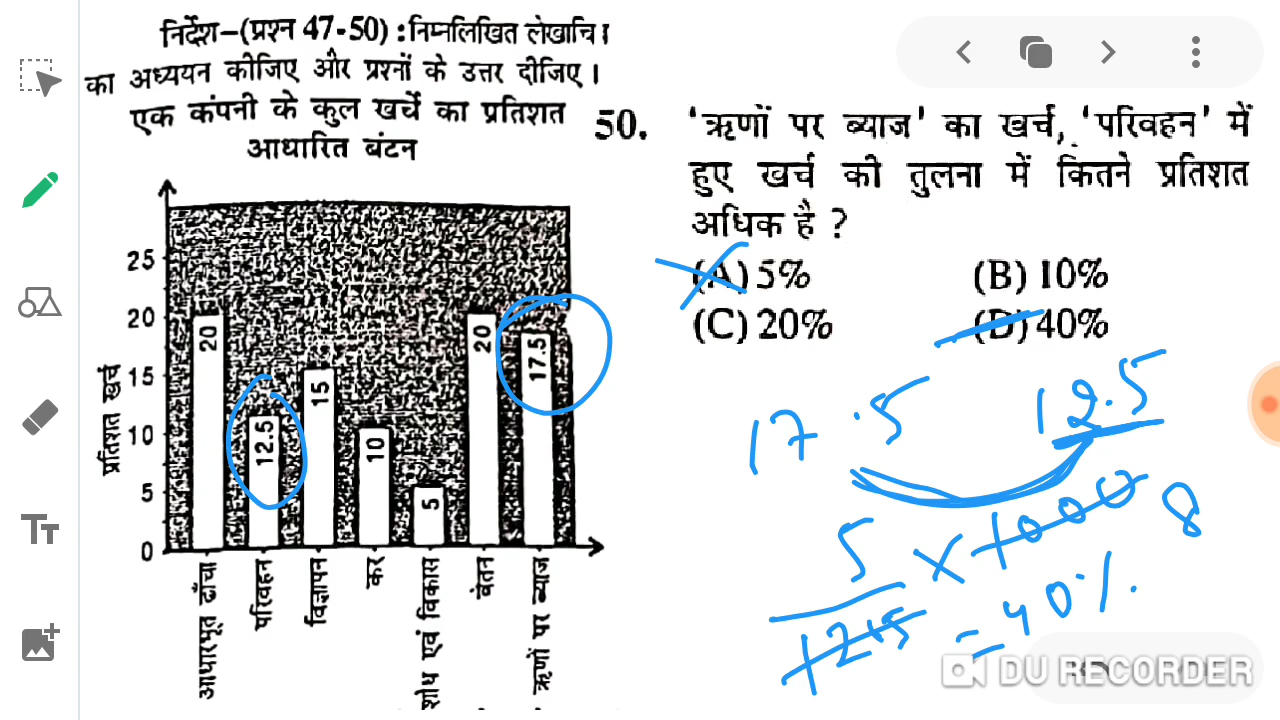 निर्देश–(प्रश्न 47-50) : निम्नलिखित लेखाचि।
का अध्ययन कीजिए और प्रश्नों के उत्तर दीजिए।
एक कंपनी के कुल खर्चे का प्रतिशत
आधारित बंटन
प्रतिशत खर्च
25
20
15
10
5
0
20
12.5
15
10
5
20
17.5
आधारभूत ढाँचा
परिवहन
विज्ञापन
कर
शोध एवं विकास
वेतन
ऋणों पर ब्याज
50. 'ऋणों पर ब्याज' का खर्च, 'परिवहन' में
हुए खर्च की तुलना में कितने प्रतिशत
अधिक है ?
(A) 5% (B) 10%
(C) 20% (D) 40%
17.5 12.5
5 × 1000 8
125 = 40%
Tт
DU RECORDER